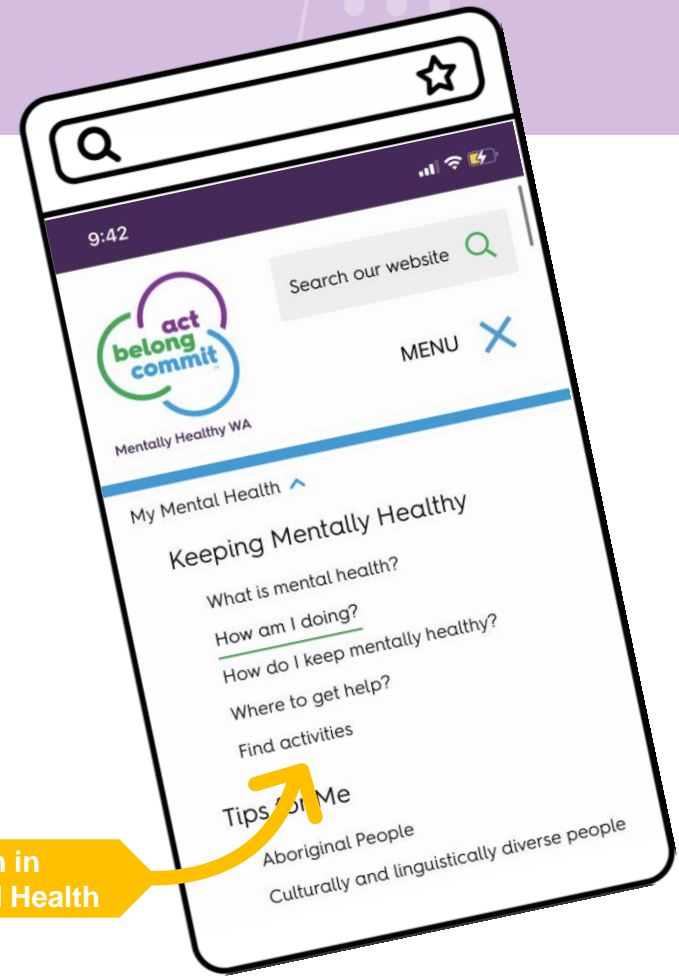 9:42
Search our website
act
belong
commit
Mentally Healthy WA
MENU
My Mental Health
Keeping Mentally Healthy
What is mental health?
How am I doing?
How do I keep mentally healthy?
Where to get help?
Find activities
Tips for Me
Aboriginal People
Culturally and linguistically diverse people
in
Health